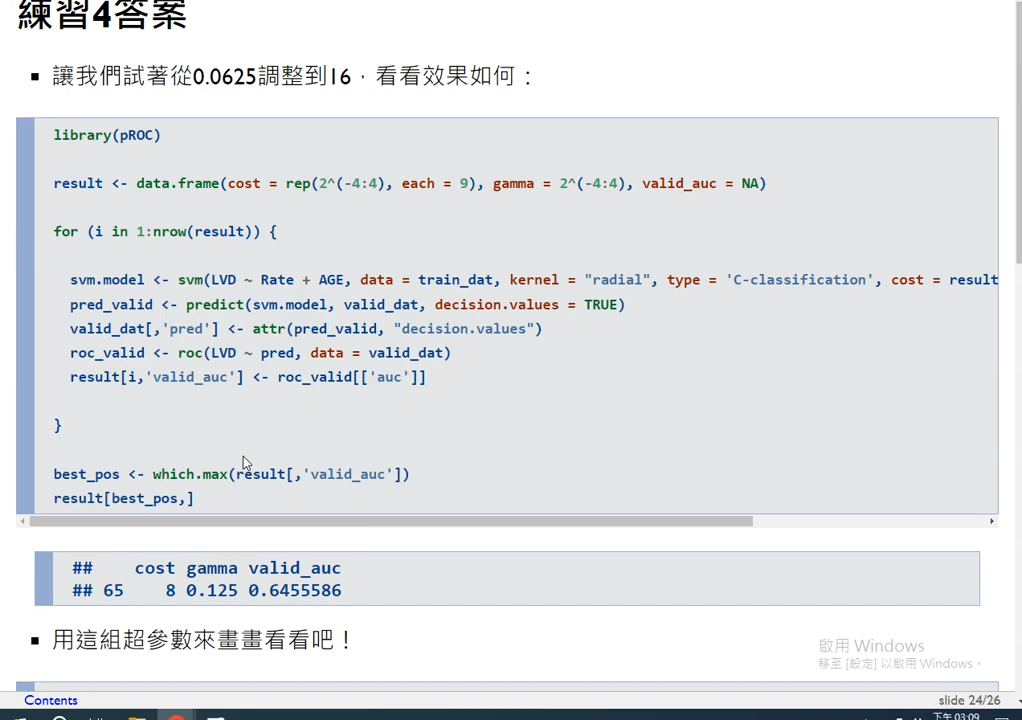 練習4答案
▪ 讓我們試著從0.0625調整到16，看看效果如何：
library(pROC)
result <- data.frame(cost = rep(2^(-4:4), each = 9), gamma = 2^(-4:4), valid_auc = NA)
for (i in 1:nrow(result)) {
svm.model <- svm(LVD ~ Rate + AGE, data = train_dat, kernel = "radial", type = 'C-classification', cost = result
pred_valid <- predict(svm.model, valid_dat, decision.values = TRUE)
valid_dat[,'pred'] <- attr(pred_valid, "decision.values")
roc_valid <- roc(LVD ~ pred, data = valid_dat)
result[i,'valid_auc'] <- roc_valid[['auc']]
}
best_pos <- which.max(result[,'valid_auc'])
result[best_pos,]
## cost gamma valid_auc
## 65 8 0.125 0.6455586
▪ 用這組超參數來畫畫看看吧！
啟用 Windows
移至 [設定] 以啟用 Windows。
Contents
slide 24/26
下午 03:09